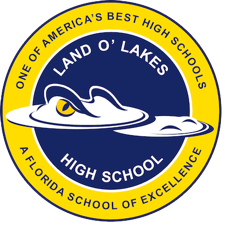 ONE OF AMERICA'S BEST HIGH SCHOOLS
LAND O' LAKES
HIGH SCHOOL
A FLORIDA SCHOOL OF EXCELLENCE